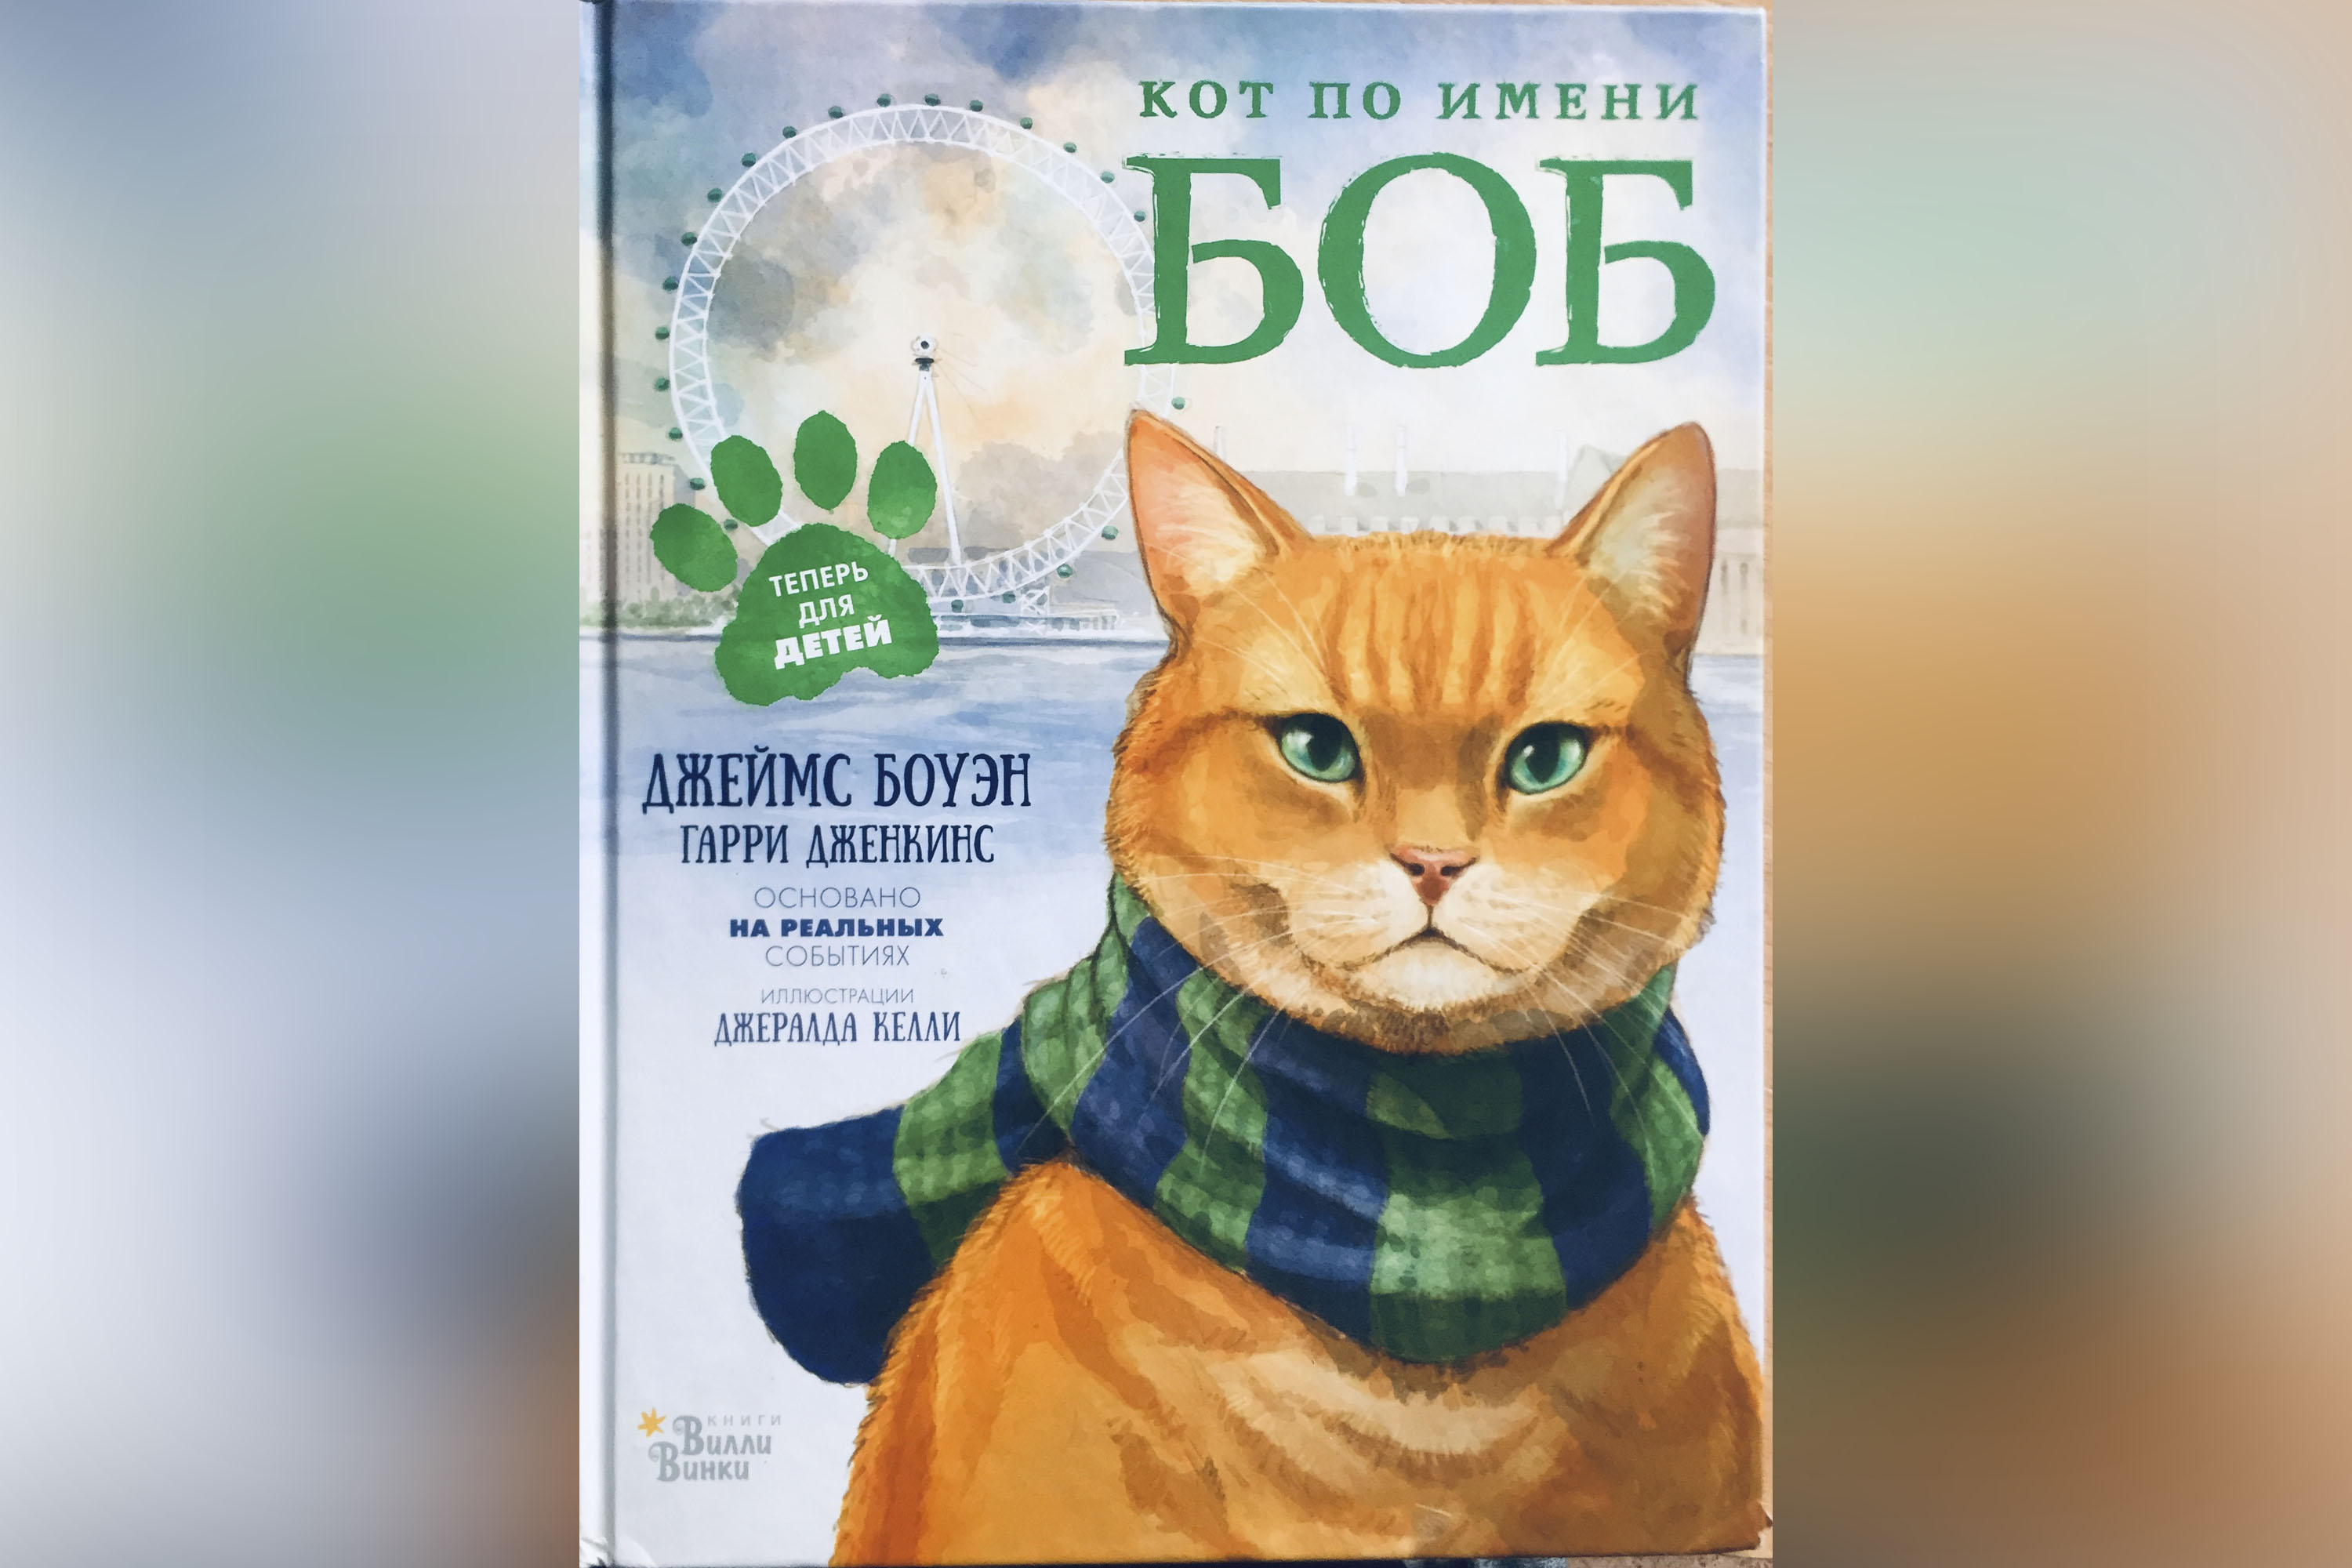 КОТ ПО ИМЕНИ
БОБ
ТЕПЕРЬ
ДЛЯ
ДЕТЕЙ
ДЖЕЙМС БОУЭН
ГАРРИ ДЖЕНКИНС
ОСНОВАНО
НА РЕАЛЬНЫХ
СОБЫТИЯХ
ИЛЛЮСТРАЦИИ
ДЖЕРАЛДА КЕЛЛИ
КНИГИ
Вилли
Винки